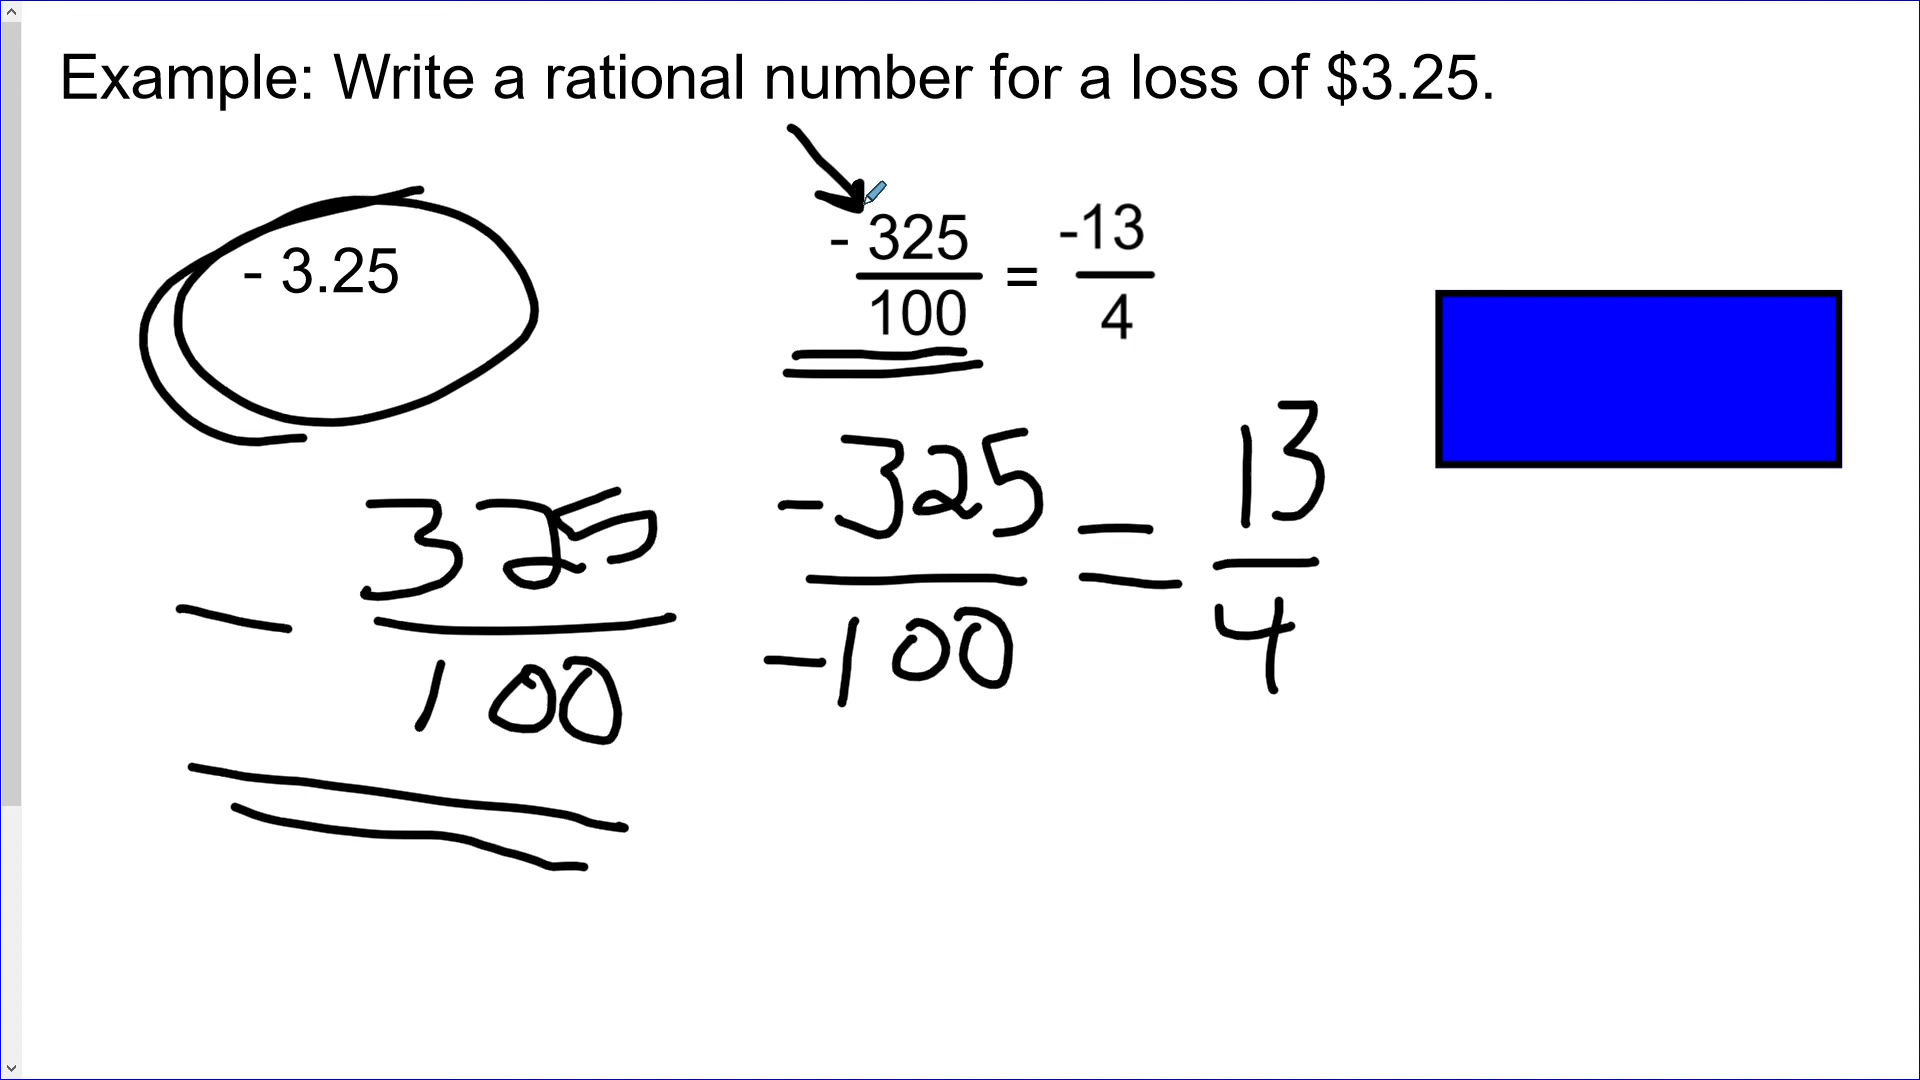 Example: Write a rational number for a loss of $3.25.
- 3.25
- 325/100 = -13/4
- 325/100
-325/-100 = 13/4